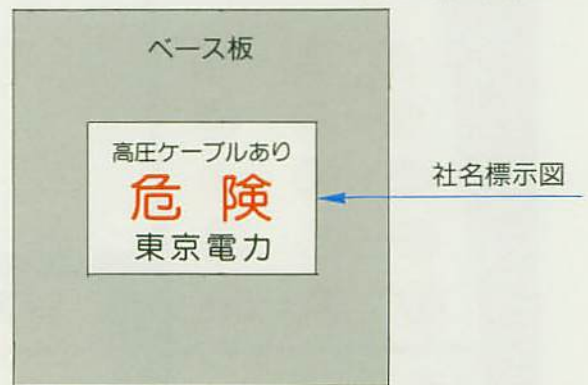 ベース板
高圧ケーブルあり
危険
東京電力
社名標示図